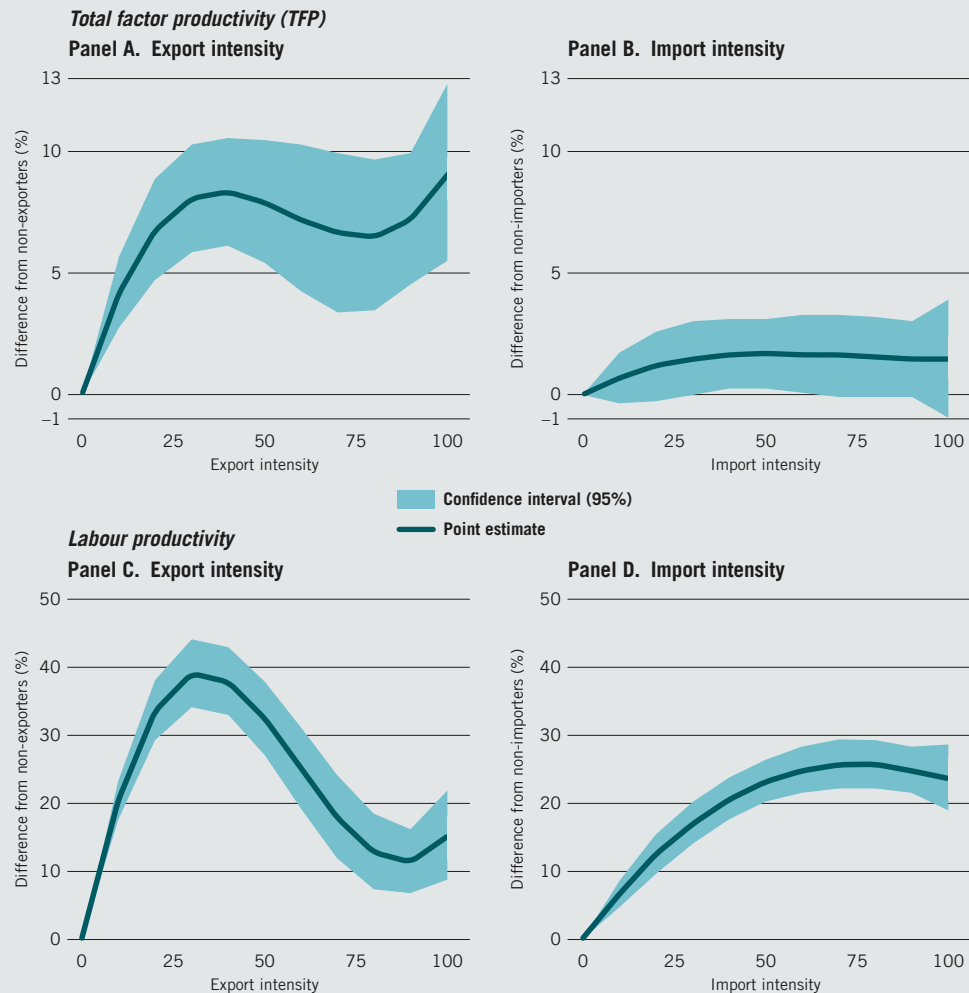 Total factor productivity (TFP)
Panel A. Export intensity
Difference from non-exporters (%)
13
10
5
0
–1
0 25 50 75 100
Export intensity
Panel B. Import intensity
Difference from non-importers (%)
13
10
5
0
–1
0 25 50 75 100
Import intensity
Confidence interval (95%)
Point estimate
Labour productivity
Panel C. Export intensity
Difference from non-exporters (%)
50
40
30
20
10
0
0 25 50 75 100
Export intensity
Panel D. Import intensity
Difference from non-importers (%)
50
40
30
20
10
0
0 25 50 75 100
Import intensity